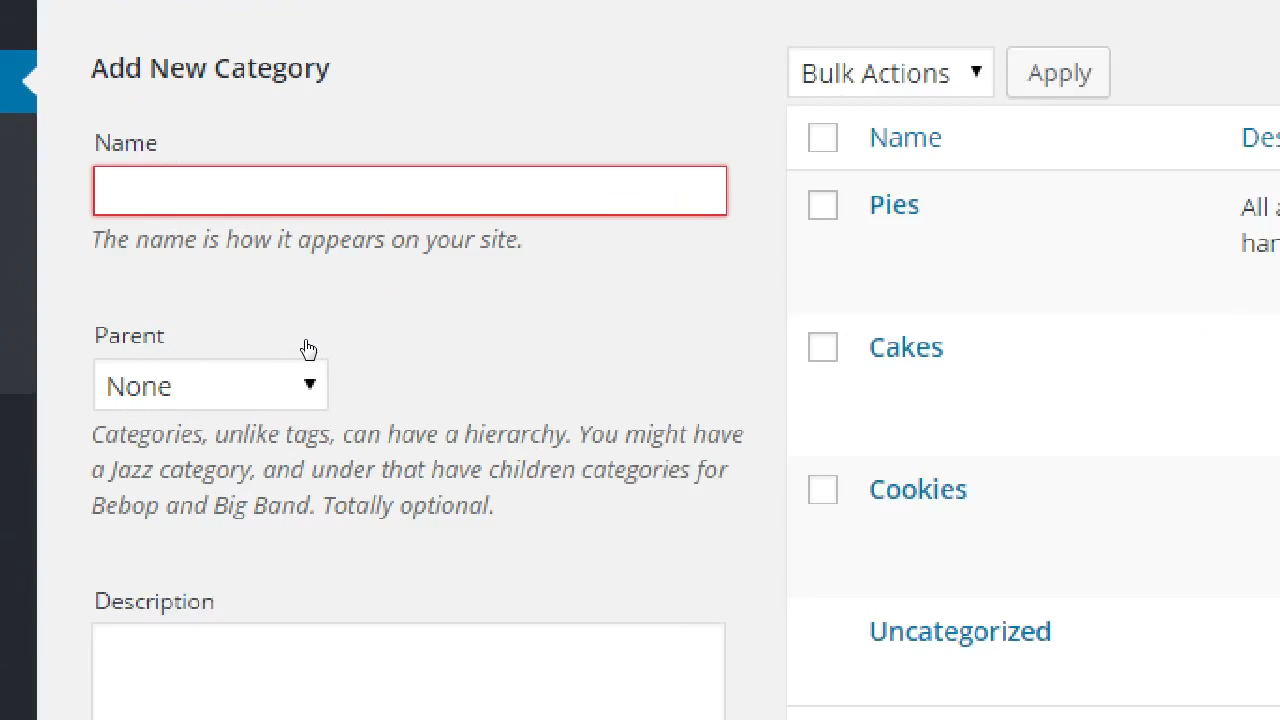 Add New Category
Name
The name is how it appears on your site.
Parent
None
Categories, unlike tags, can have a hierarchy. You might have
a Jazz category, and under that have children categories for
Bebop and Big Band. Totally optional.
Description
Bulk Actions
Apply
Name
Pies
All
Cakes
Cookies
Uncategorized